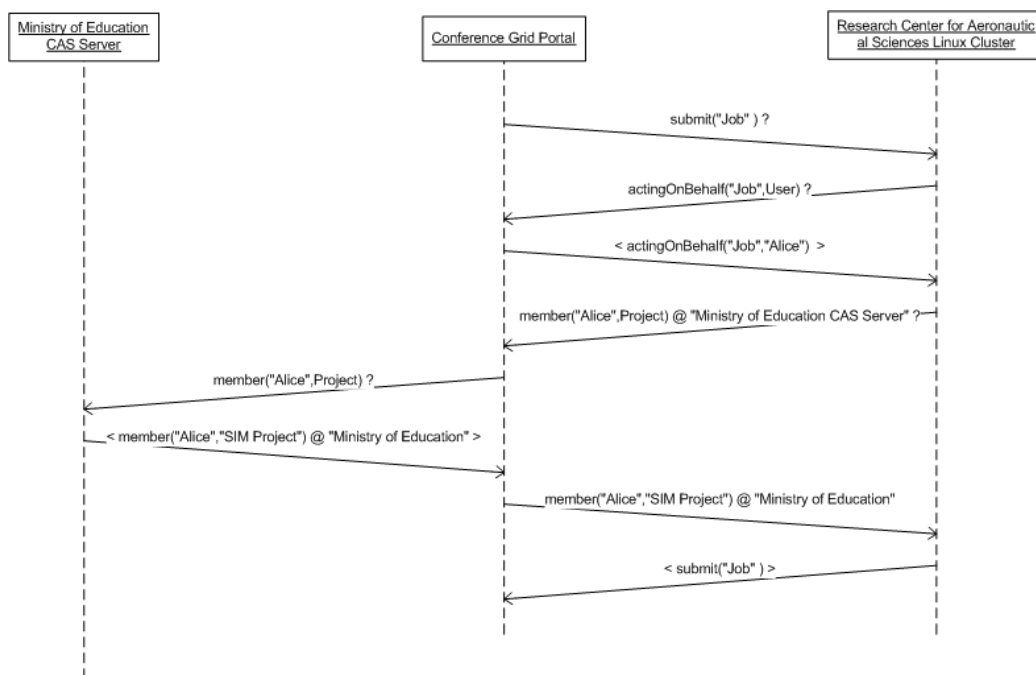 Ministry of Education
CAS Server
Conference Grid Portal
Research Center for Aeronautic
al Sciences Linux Cluster
submit("Job" ) ?
actingOnBehalf("Job",User) ?
< actingOnBehalf("Job","Alice") >
member("Alice",Project) @ "Ministry of Education CAS Server" ?
member("Alice",Project) ?
< member("Alice","SIM Project") @ "Ministry of Education" >
member("Alice","SIM Project") @ "Ministry of Education"
< submit("Job" ) >